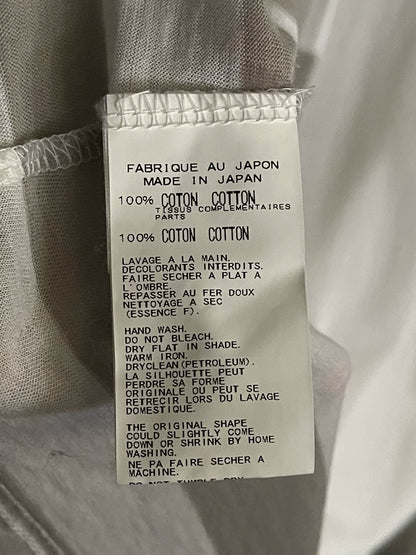 FABRIQUE AU JAPON
MADE IN JAPAN
100% COTON COTTON
TISSUS COMPLEMENTAIRES
PARTS
100% COTON COTTON
LAVAGE A LA MAIN.
DECOLORANTS INTERDITS.
FAIRE SECHER A PLAT A
L'OMBRE.
REPASSER AU FER DOUX
NETTOYAGE A SEC
(ESSENCE F).
HAND WASH.
DO NOT BLEACH.
DRY FLAT IN SHADE.
WARM IRON.
DRYCLEAN(PETROLEUM).
LA SILHOUETTE PEUT
PERDRE SA FORME
ORIGINALE OU PEUT SE
RETRECIR LORS DU LAVAGE
DOMESTIQUE.
THE ORIGINAL SHAPE
COULD SLIGHTLY COME
DOWN OR SHRINK BY HOME
WASHING.
NE PA FAIRE SECHER A
MACHINE.
DO NOT TUMBLE DRY